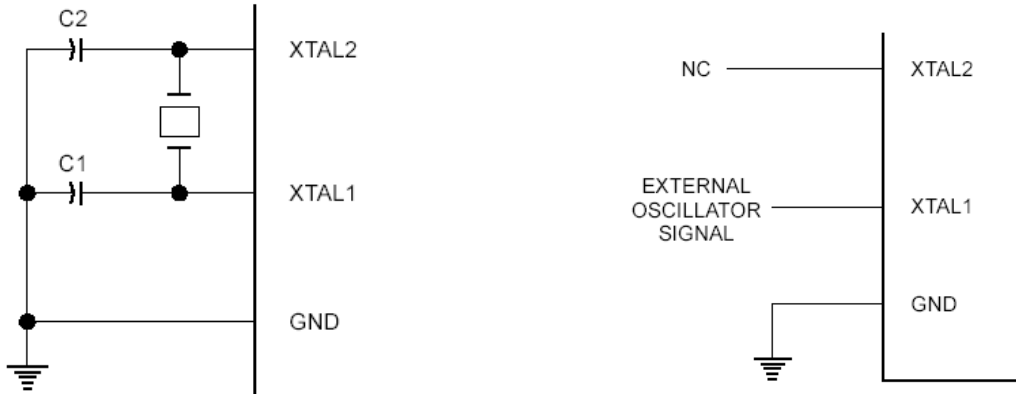 C2
XTAL2
C1
XTAL1
GND
NC
XTAL2
EXTERNAL
OSCILLATOR
SIGNAL
XTAL1
GND